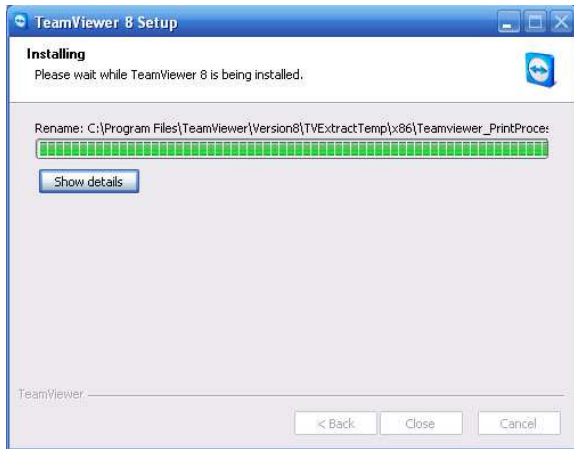 TeamViewer 8 Setup
Installing
Please wait while TeamViewer 8 is being installed.
Rename: C:\Program Files\TeamViewer\Version8\TVExtractTemp\x86\Teamviewer_PrintProces
Show details
TeamViewer
< Back Close Cancel